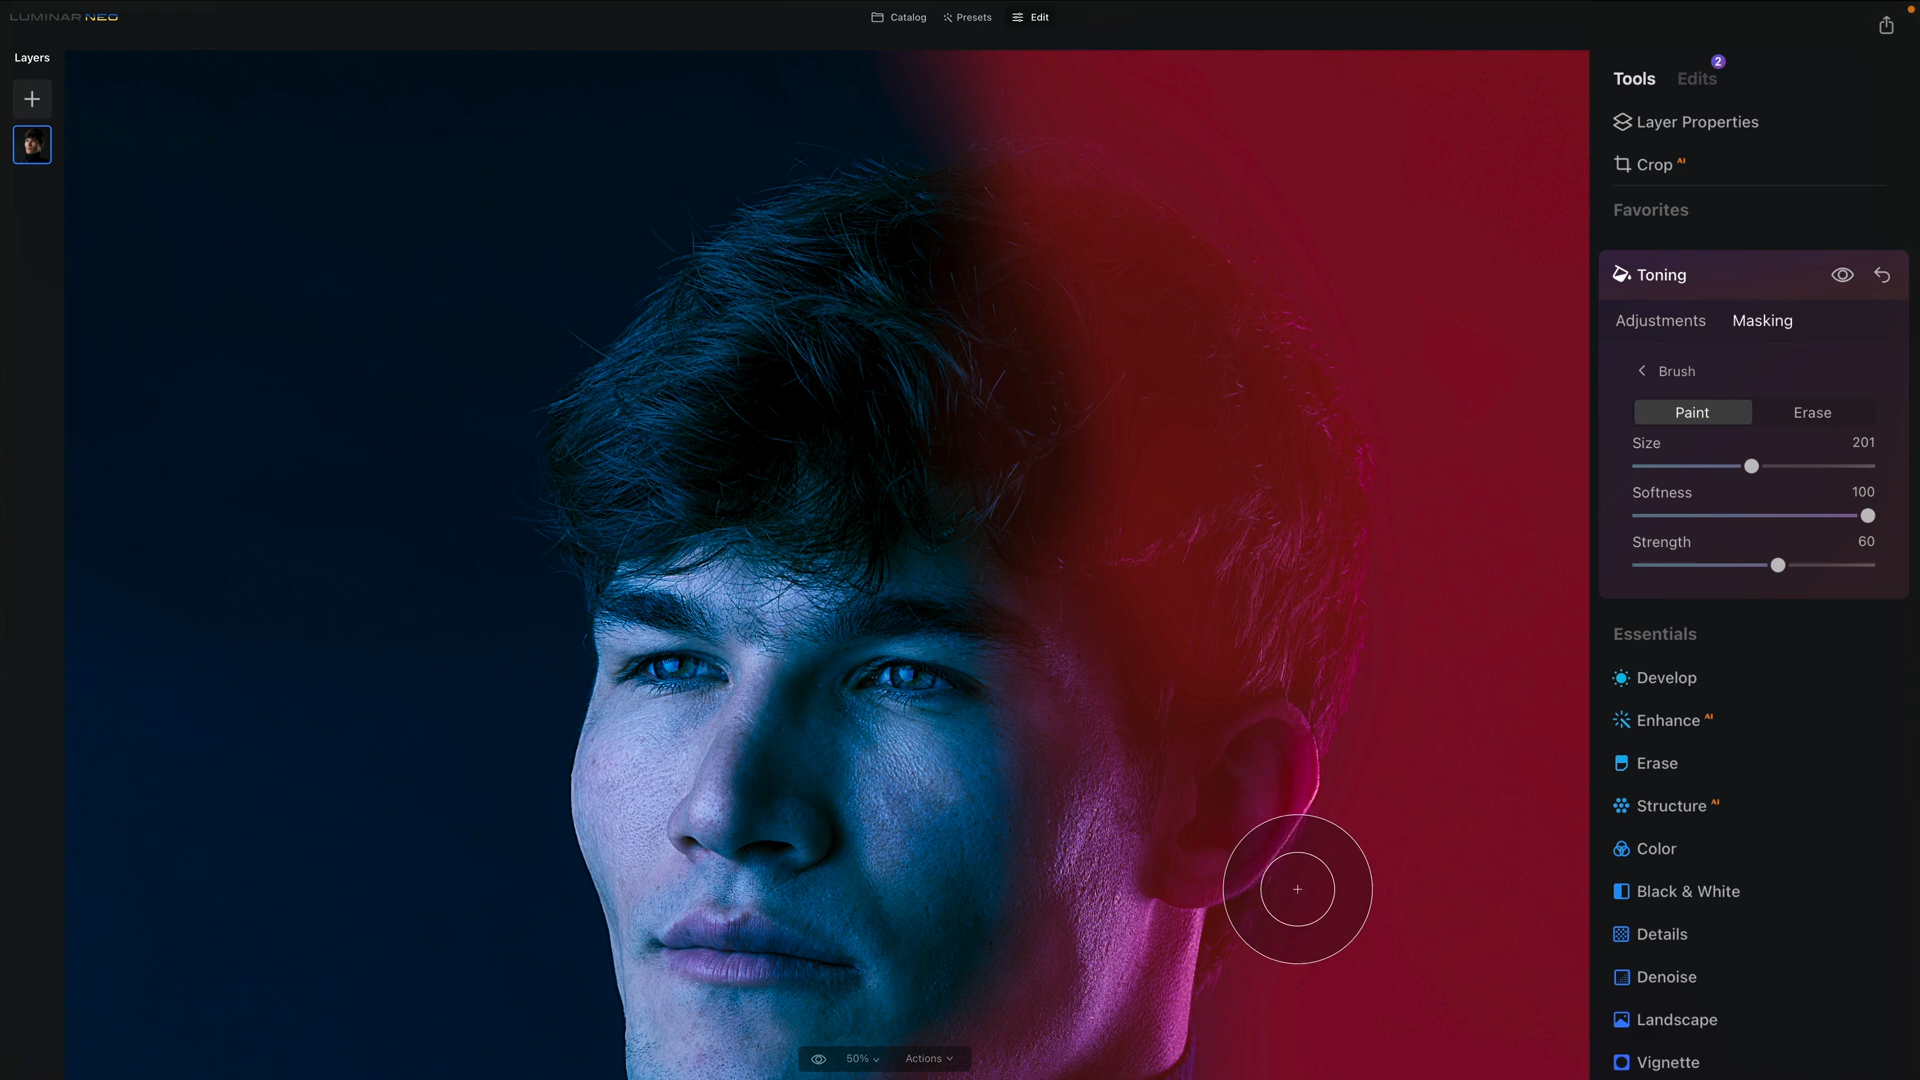 LUMINAR NEO
Catalog
Presets
Edit
Layers
Tools
Edits
2
Layer Properties
Crop AI
Favorites
Toning
Adjustments
Masking
Brush
Paint
Erase
Size
201
Softness
100
Strength
60
Essentials
Develop
Enhance AI
Erase
Structure AI
Color
Black & White
Details
Denoise
Landscape
Vignette
50%
Actions